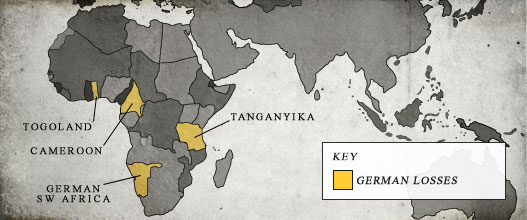 TOGOLAND
CAMEROON
GERMAN
SW AFRICA
TANGANYIKA
KEY
GERMAN LOSSES